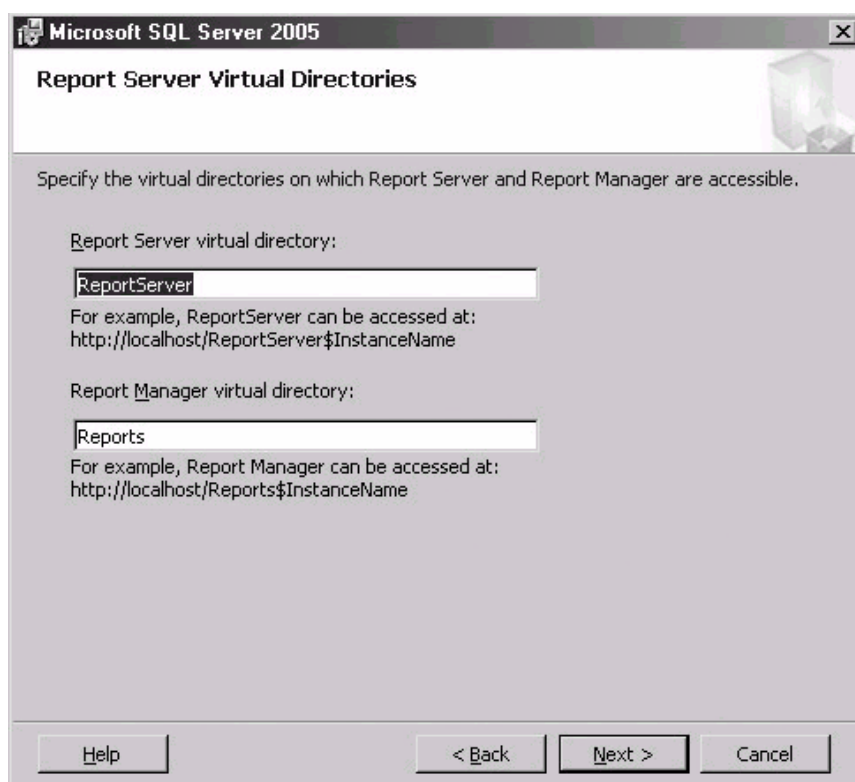 Microsoft SQL Server 2005
Report Server Virtual Directories
Specify the virtual directories on which Report Server and Report Manager are accessible.
Report Server virtual directory:
ReportServer
For example, ReportServer can be accessed at:
http://localhost/ReportServer$InstanceName
Report Manager virtual directory:
Reports
For example, Report Manager can be accessed at:
http://localhost/Reports$InstanceName
Help
< Back
Next >
Cancel